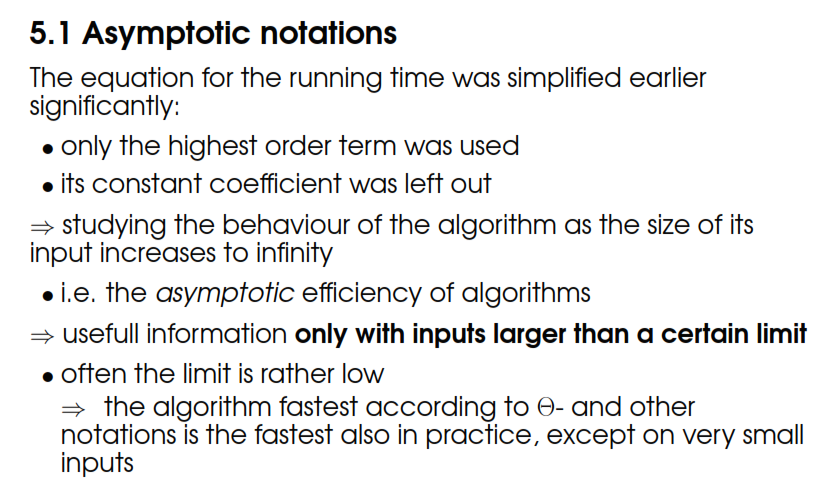 5.1 Asymptotic notations
The equation for the running time was simplified earlier
significantly:
• only the highest order term was used
• its constant coefficient was left out
⇒ studying the behaviour of the algorithm as the size of its
input increases to infinity
• i.e. the asymptotic efficiency of algorithms
⇒ usefull information only with inputs larger than a certain limit
• often the limit is rather low
⇒ the algorithm fastest according to Θ- and other
notations is the fastest also in practice, except on very small
inputs